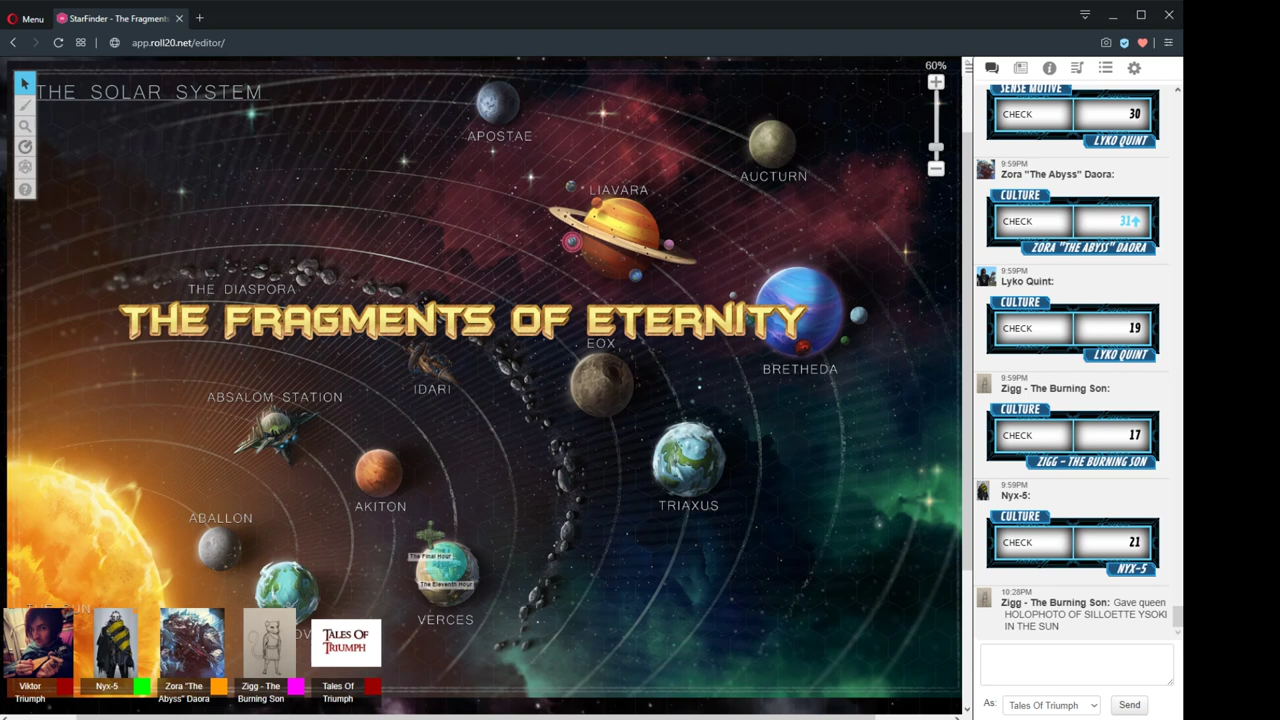 Menu
StarFinder - The Fragments
app.roll20.net/editor/
THE SOLAR SYSTEM
60%
APOSTAE
AUCTURN
LIAVARA
THE DIASPORA
THE FRAGMENTS OF ETERNITY
EOX
BRETHEDA
IDARI
ABSALOM STATION
AKITON
TRIAXUS
ABALLON
The Final Hour
The Eleventh Hour
VERCES
THE SUN
TALES OF
TRIUMPH
Viktor
Triumph
Nyx-5
Zora "The
Abyss" Daora
Zigg - The
Burning Son
Tales Of
Triumph
SENSE MOTIVE
CHECK 30
LYKO QUINT
9:59PM
Zora "The Abyss" Daora:
CULTURE
CHECK 31
ZORA "THE ABYSS" DAORA
9:59PM
Lyko Quint:
CULTURE
CHECK 19
LYKO QUINT
9:59PM
Zigg - The Burning Son:
CULTURE
CHECK 17
ZIGG - THE BURNING SON
9:59PM
Nyx-5:
CULTURE
CHECK 21
NYX-5
10:28PM
Zigg - The Burning Son: Gave queen
HOLOPHOTO OF SILLOETTE YSOKI
IN THE SUN
As: Tales Of Triumph Send